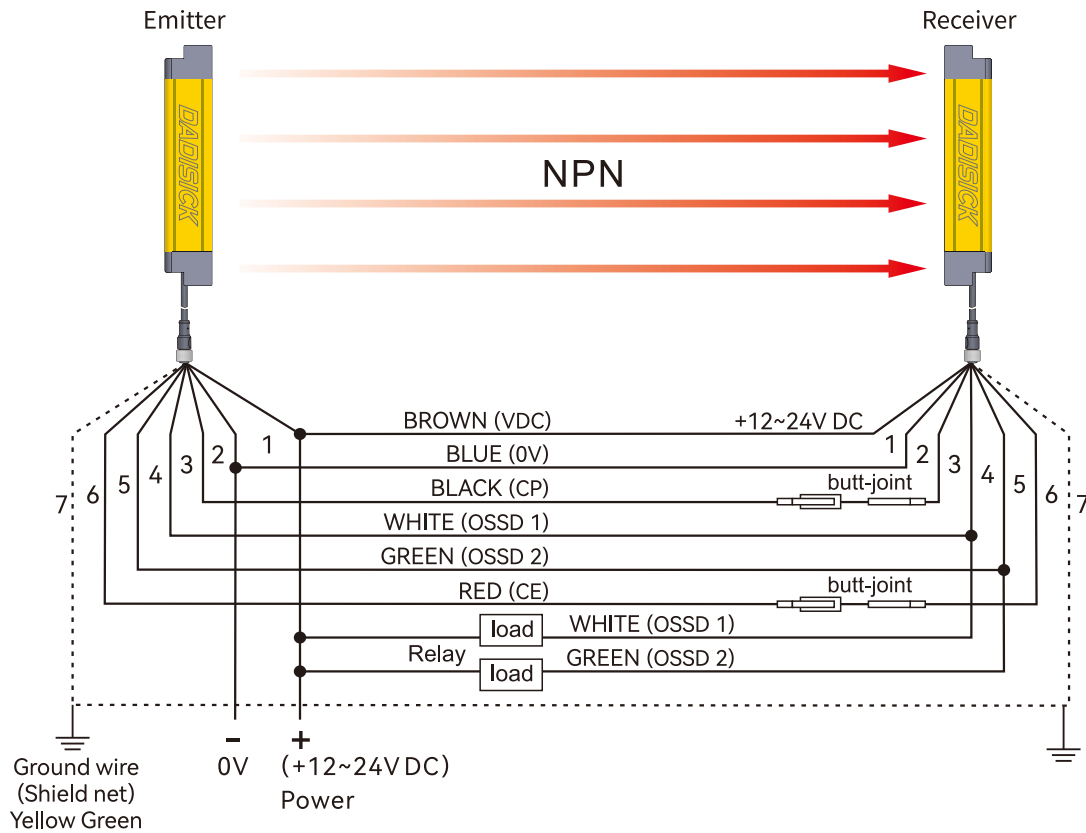 Emitter
Receiver
DADISICK
DADISICK
NPN
BROWN (VDC)
+12~24V DC
BLUE (0V)
BLACK (CP)
butt-joint
WHITE (OSSD 1)
GREEN (OSSD 2)
RED (CE)
butt-joint
7 6 5 4 3 2 1
1 2 3 4 5 6 7
load
WHITE (OSSD 1)
Relay
load
GREEN (OSSD 2)
- +
0V (+12~24V DC)
Power
Ground wire
(Shield net)
Yellow Green